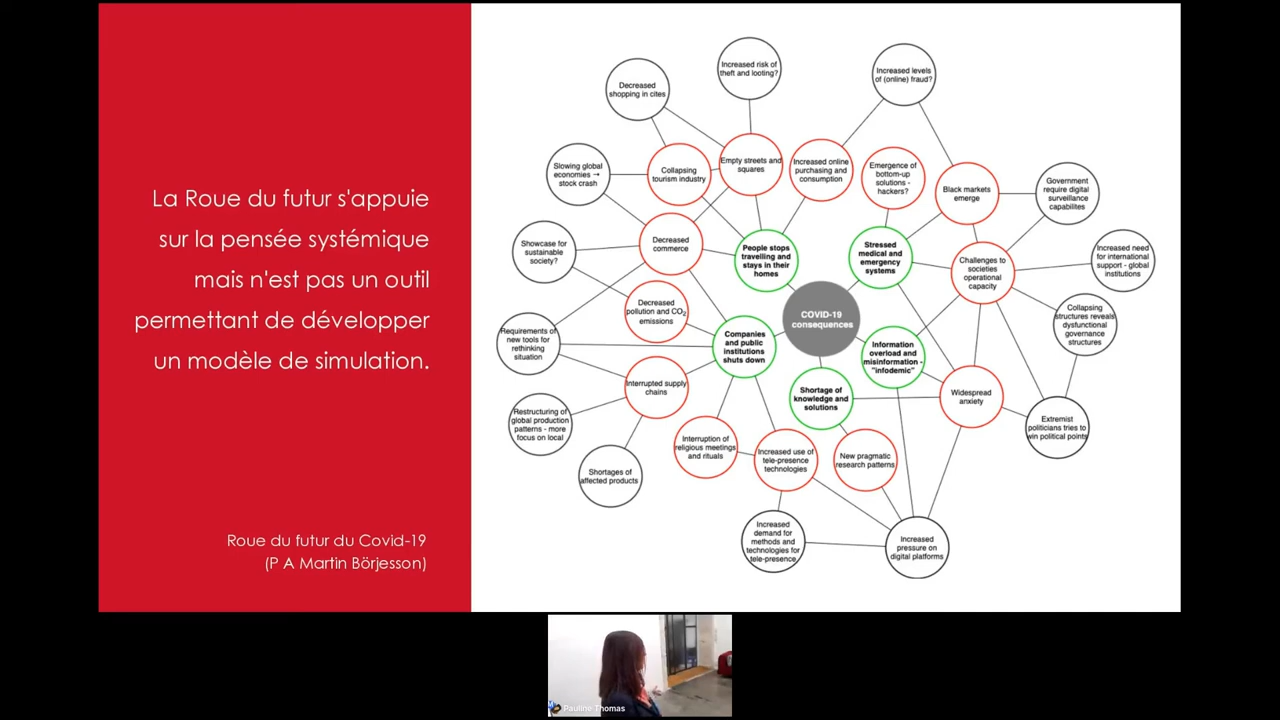 La Roue du futur s'appuie
sur la pensée systémique
mais n'est pas un outil
permettant de développer
un modèle de simulation.
Roue du futur du Covid-19
(P A Martin Börjesson)
Increased risk of
theft and looting?
Increased levels
of (online) fraud?
Decreased
shopping in cites
Slowing global
economies →
stock crash
Collapsing
tourism industry
Empty streets and
squares
Increased online
purchasing and
consumption
Emergence of
bottom-up
solutions -
hackers?
Black markets
emerge
Government
require digital
surveillance
capabilites
Showcase for
sustainable
society?
Decreased
commerce
People stops
travelling and
stays in their
homes
Stressed
medical and
emergency
systems
Challenges to
societies
operational
capacity
Increased need
for international
support - global
institutions
Decreased
pollution and CO2
emissions
COVID-19
consequences
Collapsing
structures reveals
dysfunctional
governance
structures
Requirements of
new tools for
rethinking
situation
Companies
and public
institutions
shuts down
Information
overload and
misinformation -
"infodemic"
Interrupted supply
chains
Shortage of
knowledge and
solutions
Widespread
anxiety
Restructuring of
global production
patterns - more
focus on local
Extremist
politicians tries to
win political points
Interruption of
religious meetings
and rituals
Increased use of
tele-presence
technologies
New pragmatic
research patterns
Shortages of
affected products
Increased
demand for
methods and
technologies for
tele-presence
Increased
pressure on
digital platforms
Pauline Thomas